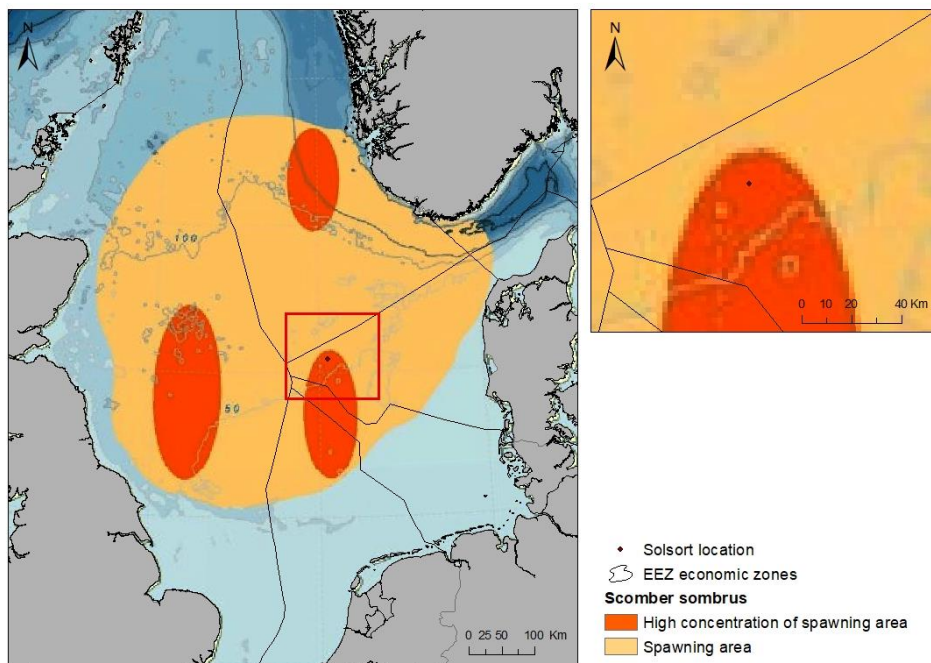 N
100
50
0 25 50 100 Km
N
0 10 20 40 Km
Solsort location
EEZ economic zones
Scomber sombrus
High concentration of spawning area
Spawning area